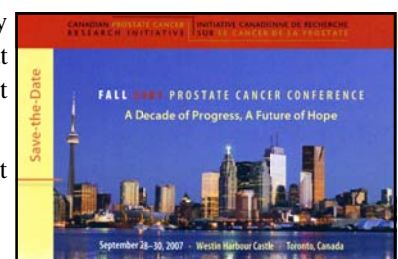 y
t
t
t
CANADIAN PROSTATE CANCER
RESEARCH INITIATIVE
INITIATIVE CANADIENNE DE RECHERCHE
SUR LE CANCER DE LA PROSTATE
Save-the-Date
FALL 2007 PROSTATE CANCER CONFERENCE
A Decade of Progress, A Future of Hope
September 28–30, 2007 - Westin Harbour Castle - Toronto, Canada